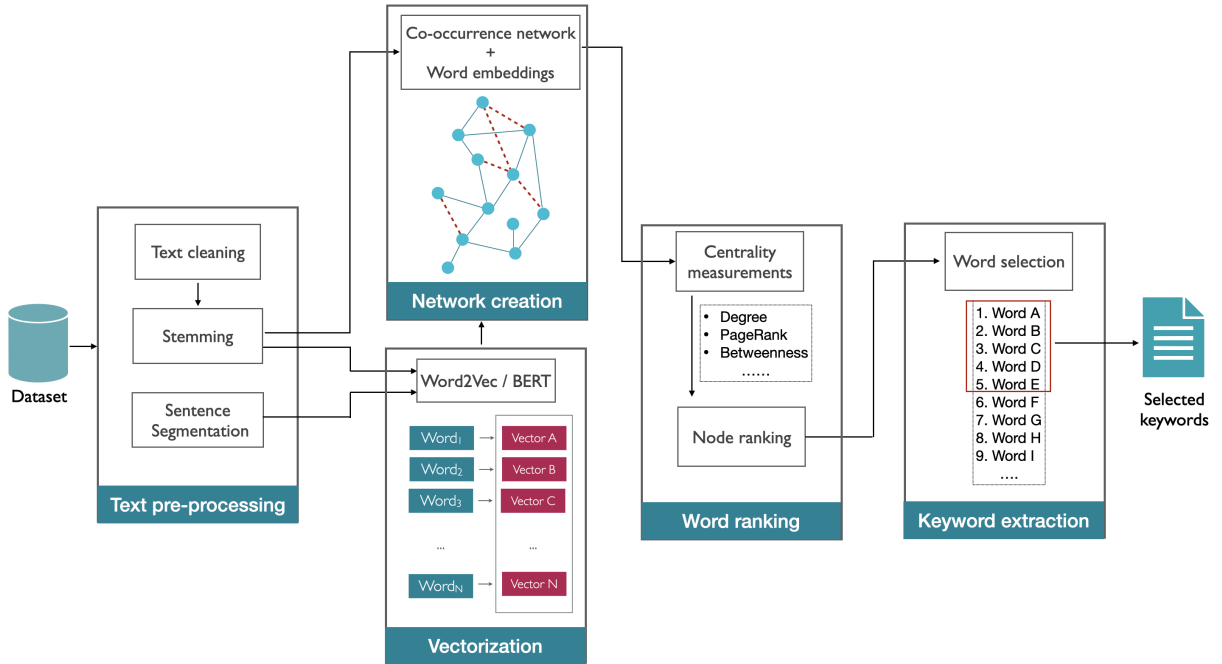 Dataset
Text cleaning
Stemming
Sentence
Segmentation
Text pre-processing
Co-occurrence network
+
Word embeddings
Network creation
Word2Vec / BERT
Word₁
Vector A
Word₂
Vector B
Word₃
Vector C
...
...
Wordɴ
Vector N
Vectorization
Centrality
measurements
• Degree
• PageRank
• Betweenness
......
Node ranking
Word ranking
Word selection
1. Word A
2. Word B
3. Word C
4. Word D
5. Word E
6. Word F
7. Word G
8. Word H
9. Word I
....
Keyword extraction
Selected
keywords